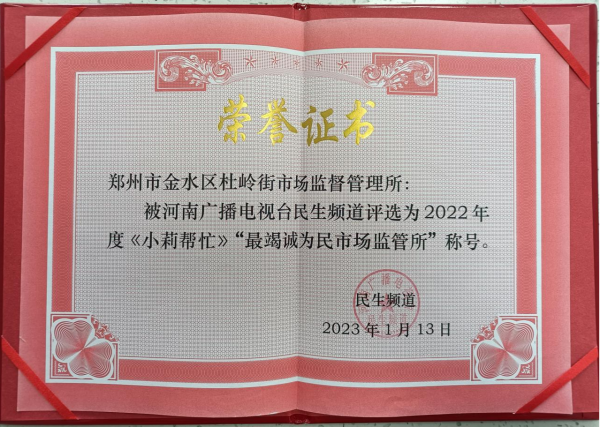 荣誉证书
郑州市金水区杜岭街市场监督管理所：
被河南广播电视台民生频道评选为2022年
度《小莉帮忙》“最竭诚为民市场监管所”称号。
民生频道
2023年1月13日